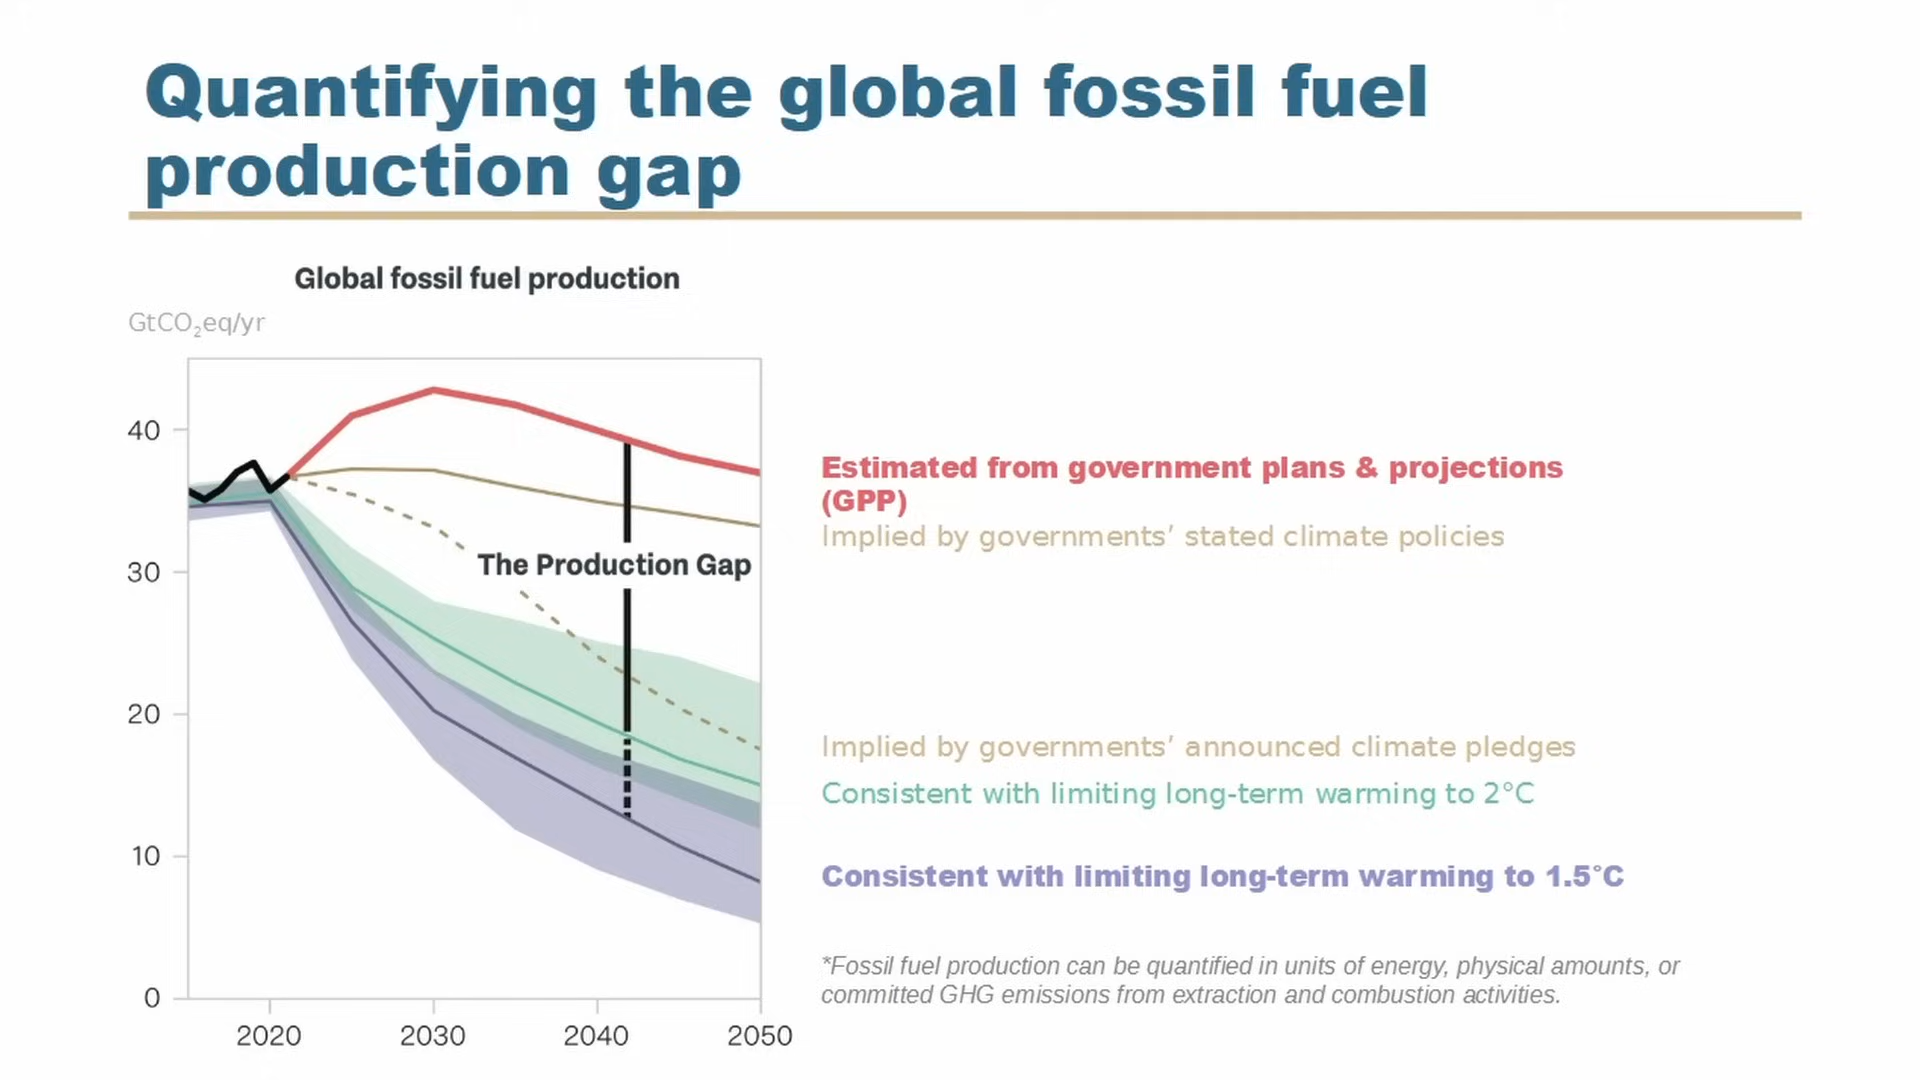 Quantifying the global fossil fuel
production gap
Global fossil fuel production
GtCO₂eq/yr
40
30
20
10
0
2020 2030 2040 2050
The Production Gap
Estimated from government plans & projections
(GPP)
Implied by governments’ stated climate policies
Implied by governments’ announced climate pledges
Consistent with limiting long-term warming to 2°C
Consistent with limiting long-term warming to 1.5°C
*Fossil fuel production can be quantified in units of energy, physical amounts, or
committed GHG emissions from extraction and combustion activities.